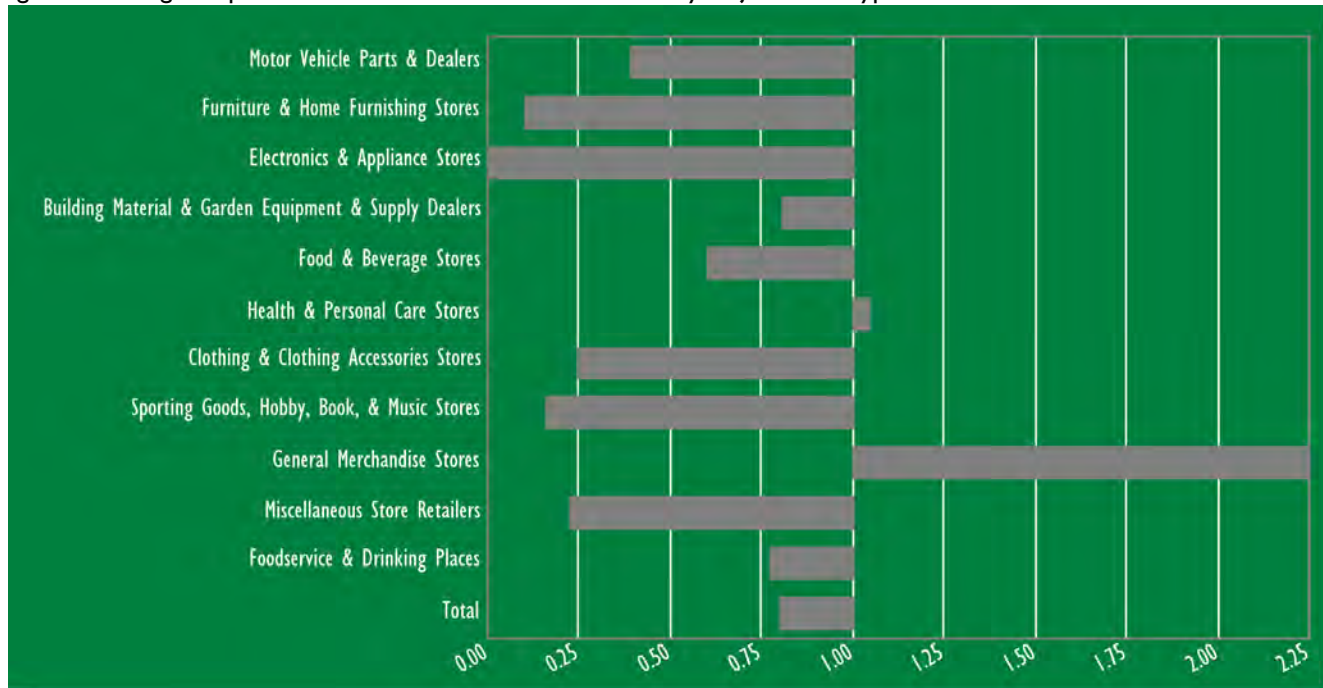 Motor Vehicle Parts & Dealers
Furniture & Home Furnishing Stores
Electronics & Appliance Stores
Building Material & Garden Equipment & Supply Dealers
Food & Beverage Stores
Health & Personal Care Stores
Clothing & Clothing Accessories Stores
Sporting Goods, Hobby, Book, & Music Stores
General Merchandise Stores
Miscellaneous Store Retailers
Foodservice & Drinking Places
Total
0.00 0.25 0.50 0.75 1.00 1.25 1.50 1.75 2.00 2.25